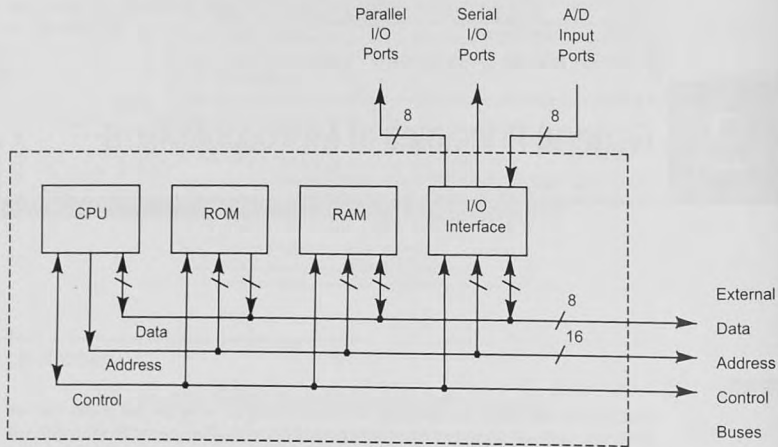 Parallel
I/O
Ports
Serial
I/O
Ports
A/D
Input
Ports
8
8
CPU
ROM
RAM
I/O
Interface
8
16
Data
Address
Control
External
Data
Address
Control
Buses